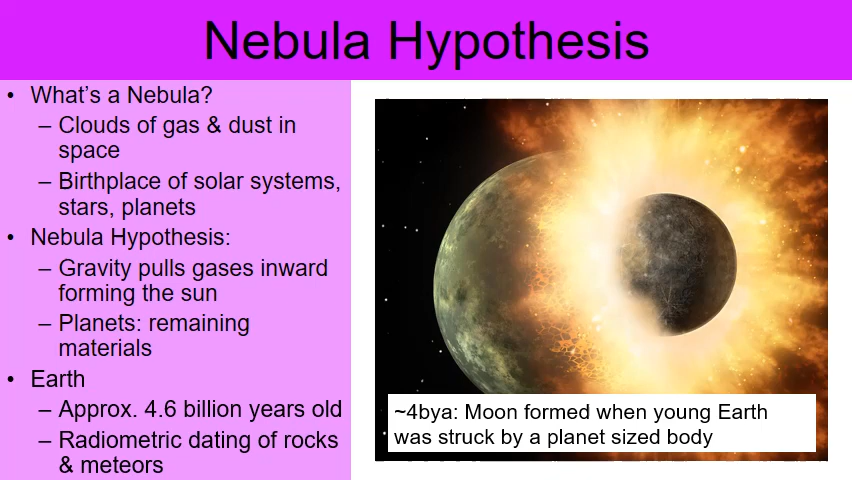 Nebula Hypothesis
• What's a Nebula?
– Clouds of gas & dust in
space
– Birthplace of solar systems,
stars, planets
• Nebula Hypothesis:
– Gravity pulls gases inward
forming the sun
– Planets: remaining
materials
• Earth
– Approx. 4.6 billion years old
– Radiometric dating of rocks
& meteors
~4bya: Moon formed when young Earth
was struck by a planet sized body